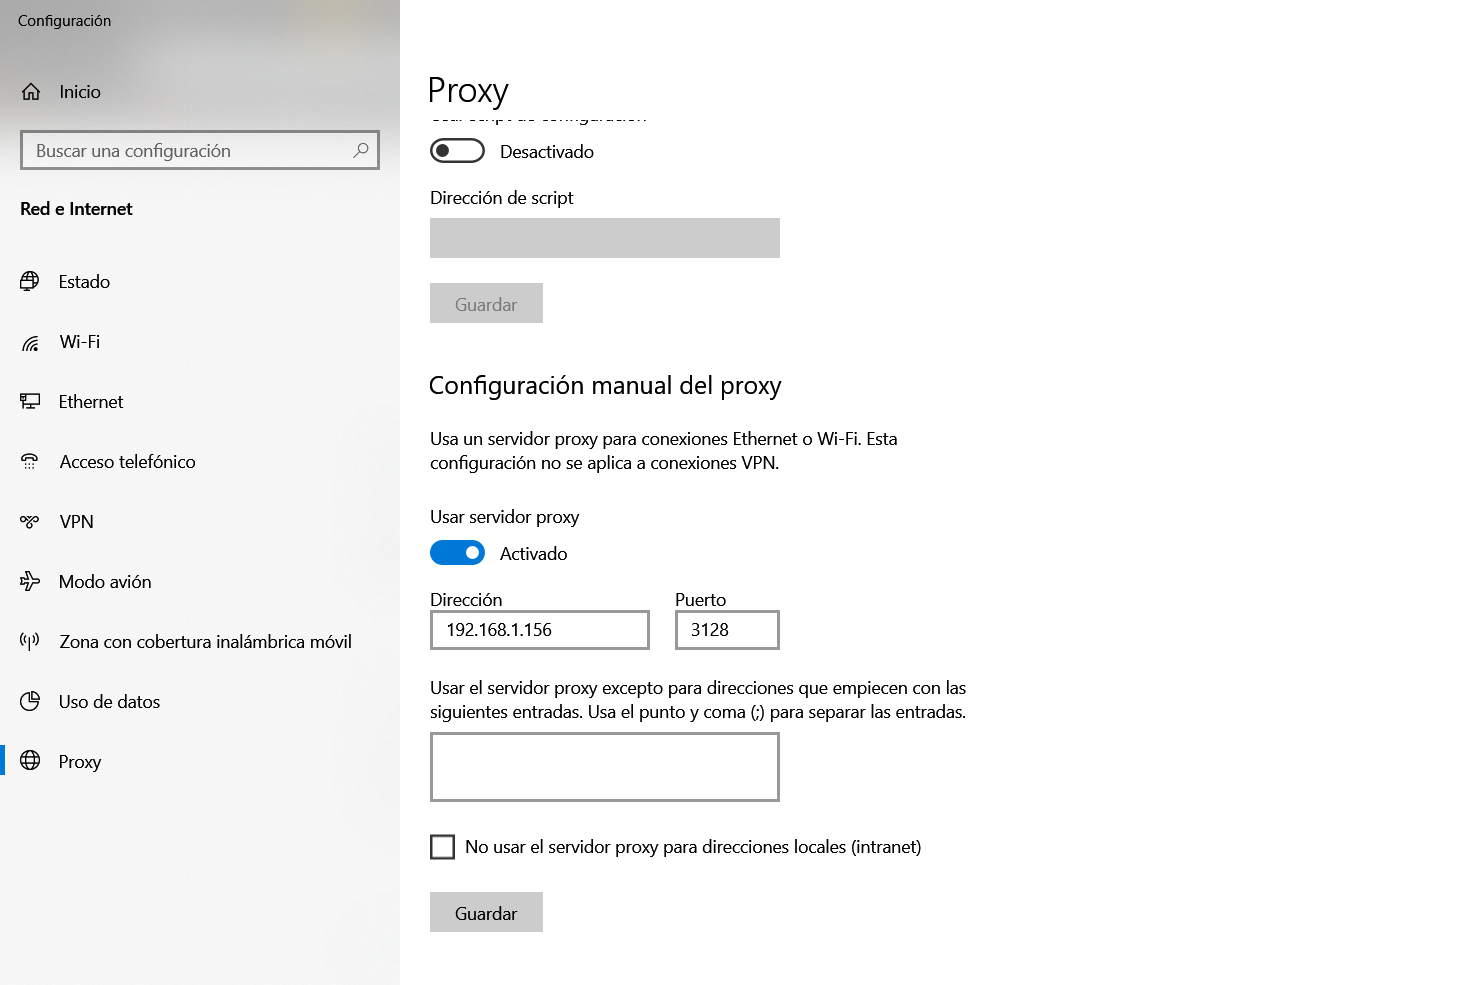 Configuración
Inicio
Buscar una configuración
Red e Internet
Estado
Wi-Fi
Ethernet
Acceso telefónico
VPN
Modo avión
Zona con cobertura inalámbrica móvil
Uso de datos
Proxy
Proxy
Usar script de configuración
Desactivado
Dirección de script
Guardar
Configuración manual del proxy
Usa un servidor proxy para conexiones Ethernet o Wi-Fi. Esta
configuración no se aplica a conexiones VPN.
Usar servidor proxy
Activado
Dirección Puerto
192.168.1.156 3128
Usar el servidor proxy excepto para direcciones que empiecen con las
siguientes entradas. Usa el punto y coma (;) para separar las entradas.
No usar el servidor proxy para direcciones locales (intranet)
Guardar